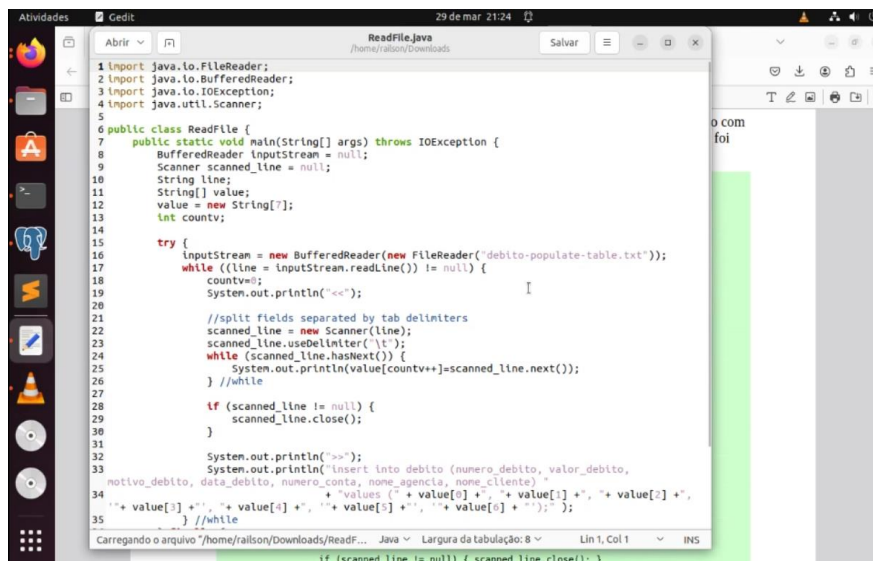 Atividades Gedit 29 de mar 21:24
Abrir ReadFile.java Salvar
/home/railson/Downloads
1 import java.io.FileReader;
2 import java.io.BufferedReader;
3 import java.io.IOException;
4 import java.util.Scanner;
5
6 public class ReadFile {
7 public static void main(String[] args) throws IOException {
8 BufferedReader inputStream = null;
9 Scanner scanned_line = null;
10 String line;
11 String[] value;
12 value = new String[7];
13 int countv;
14
15 try {
16 inputStream = new BufferedReader(new FileReader("debito-populate-table.txt"));
17 while ((line = inputStream.readLine()) != null) {
18 countv=0;
19 System.out.println("<<");
20
21 //split fields separated by tab delimiters
22 scanned_line = new Scanner(line);
23 scanned_line.useDelimiter("\t");
24 while (scanned_line.hasNext()) {
25 System.out.println(value[countv++]=scanned_line.next());
26 } //while
27
28 if (scanned_line != null) {
29 scanned_line.close();
30 }
31
32 System.out.println(">>");
33 System.out.println("insert into debito (numero_debito, valor_debito,
motivo_debito, data_debito, numero_conta, nome_agencia, nome_cliente) "
34 + "values (" + value[0] +", "+ value[1] +", "+ value[2] +",
'"+ value[3] +"', "+ value[4] +", '"+ value[5] +"', '"+ value[6] + "');" );
35 } //while
Carregando o arquivo "/home/railson/Downloads/ReadF... Java Largura da tabulação: 8 Lin 1, Col 1 INS
o com
foi
if (scanned_line != null) { scanned_line.close(); }